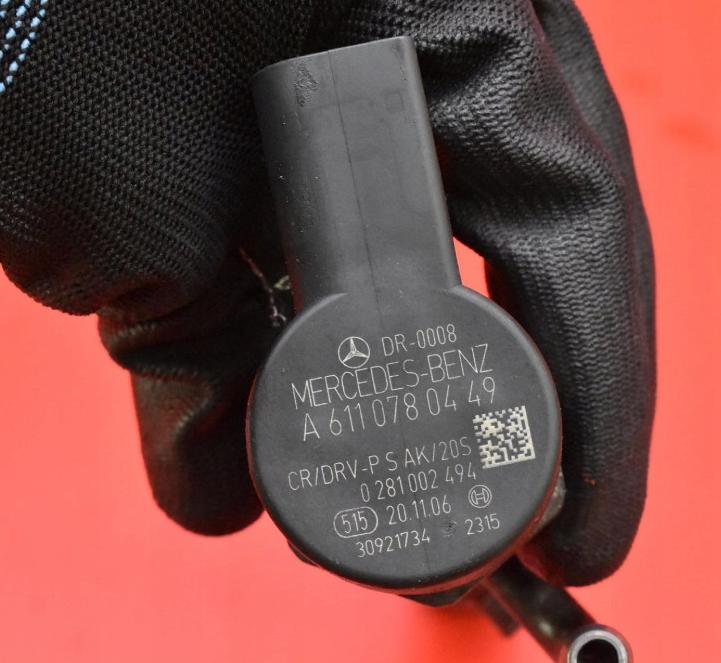 DR-0008
MERCEDES-BENZ
A 611 078 04 49
CR/DRV-P S AK/20S
0 281 002 494
515 20.11.06
30921734 2315